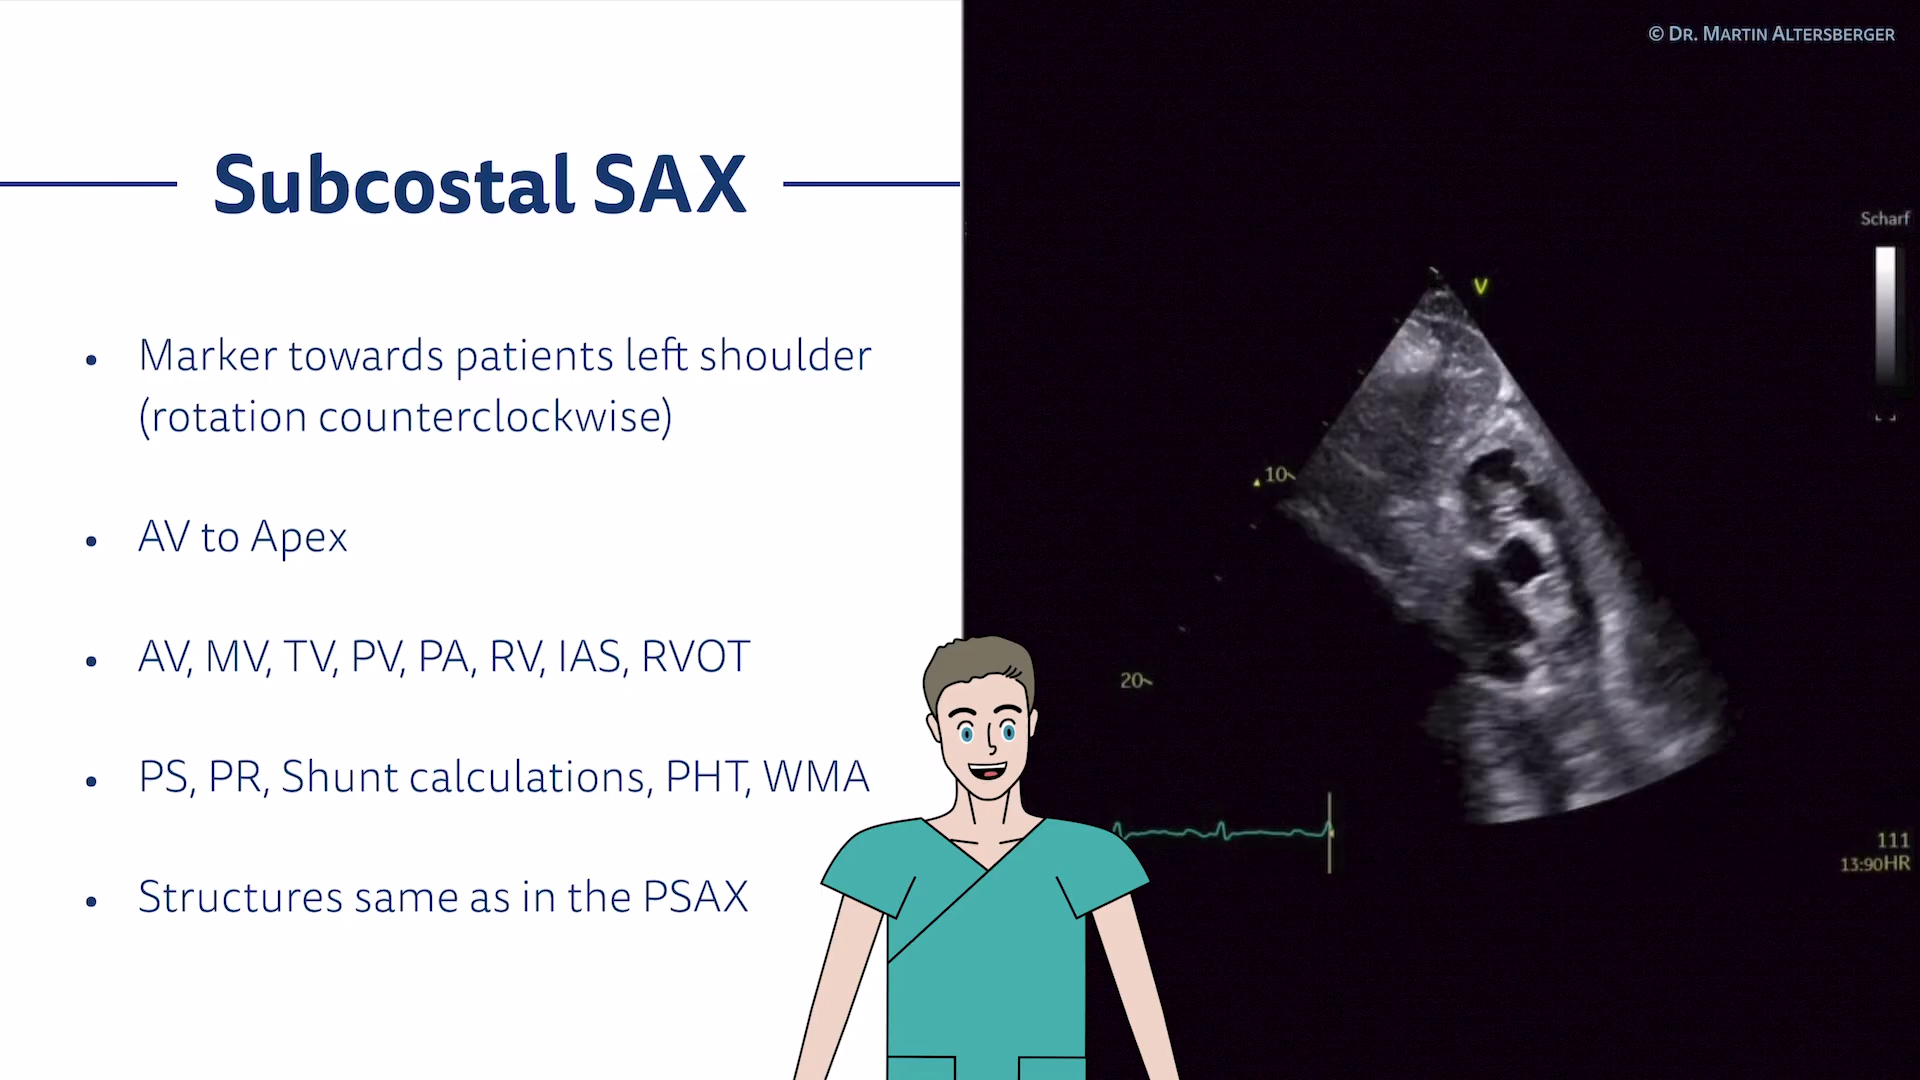 © DR. MARTIN ALTERSBERGER
Subcostal SAX
• Marker towards patients left shoulder
(rotation counterclockwise)
• AV to Apex
• AV, MV, TV, PV, PA, RV, IAS, RVOT
• PS, PR, Shunt calculations, PHT, WMA
• Structures same as in the PSAX
Scharf
V
10
20
111
13:90HR